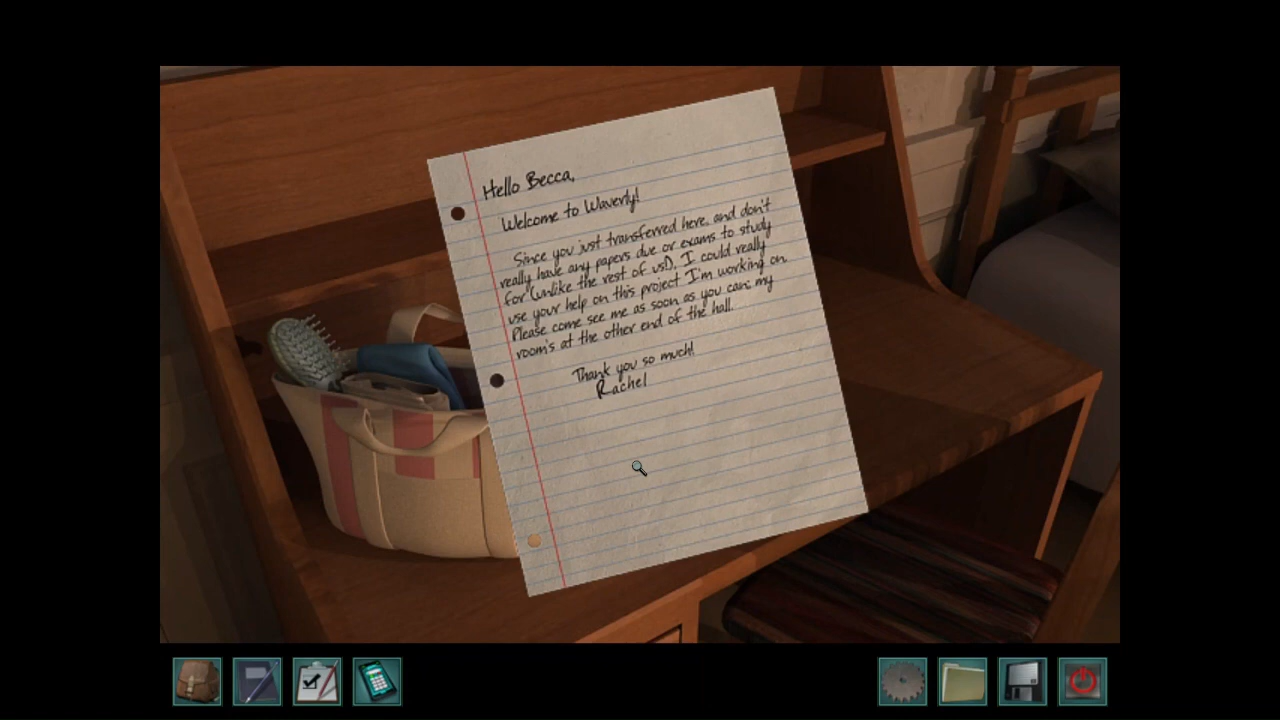 Hello Becca,
Welcome to Waverly!
Since you just transferred here, and don't
really have any papers due or exams to study
for (unlike the rest of us!), I could really
use your help on this project I'm working on.
Please come see me as soon as you can; my
room's at the other end of the hall.
Thank you so much!
Rachel